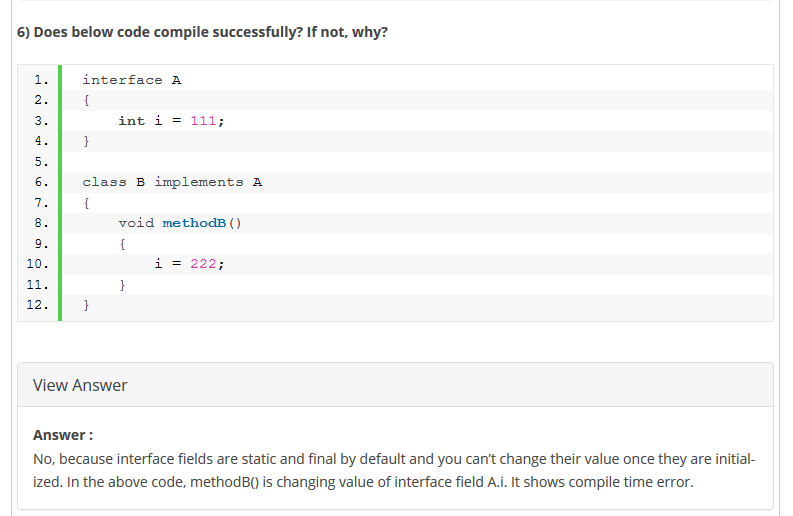 6) Does below code compile successfully? If not, why?
1. interface A
2. {
3. int i = 111;
4. }
5.
6. class B implements A
7. {
8. void methodB()
9. {
10. i = 222;
11. }
12. }
View Answer
Answer :
No, because interface fields are static and final by default and you can’t change their value once they are initial-
ized. In the above code, methodB() is changing value of interface field A.i. It shows compile time error.